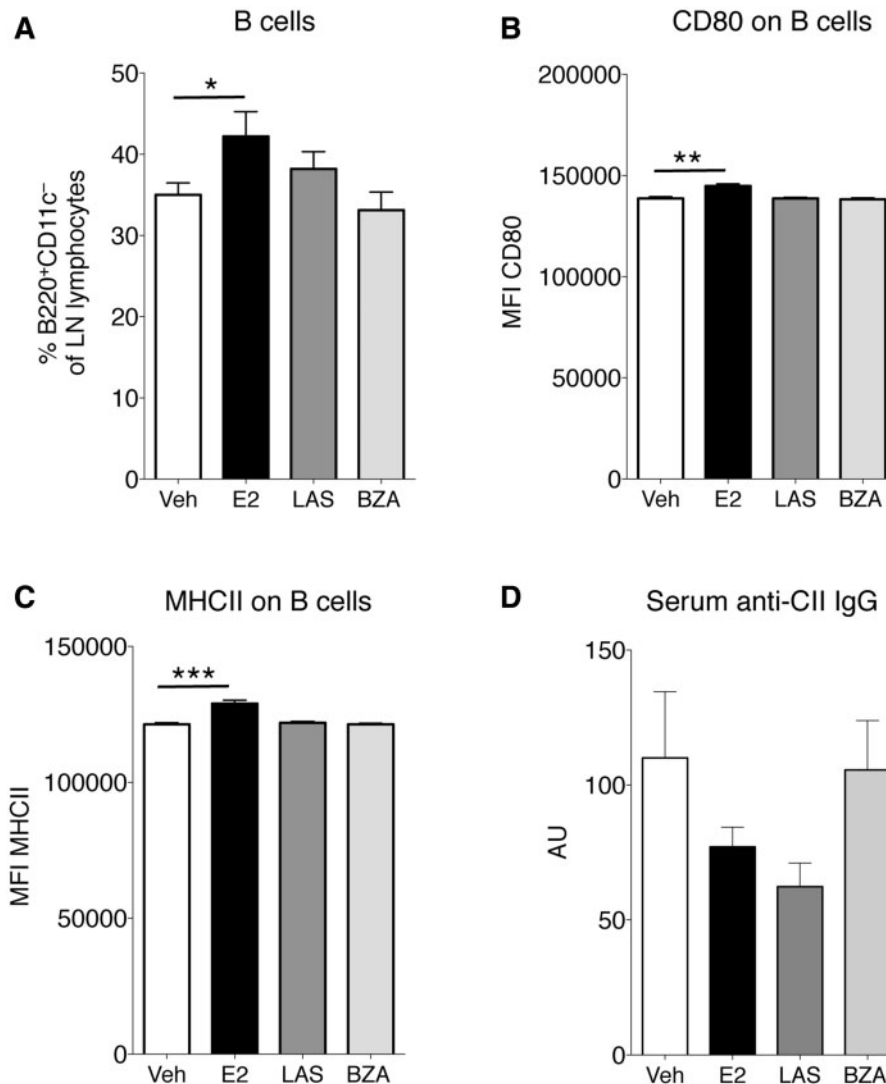 A
B cells
% B220⁺CD11c⁻
of LN lymphocytes
50
40
30
20
10
0
*
Veh
E2
LAS
BZA
B
CD80 on B cells
MFI CD80
200000
150000
100000
50000
0
**
Veh
E2
LAS
BZA
C
MHCII on B cells
MFI MHCII
150000
100000
50000
0
***
Veh
E2
LAS
BZA
D
Serum anti-CII IgG
AU
150
100
50
0
Veh
E2
LAS
BZA